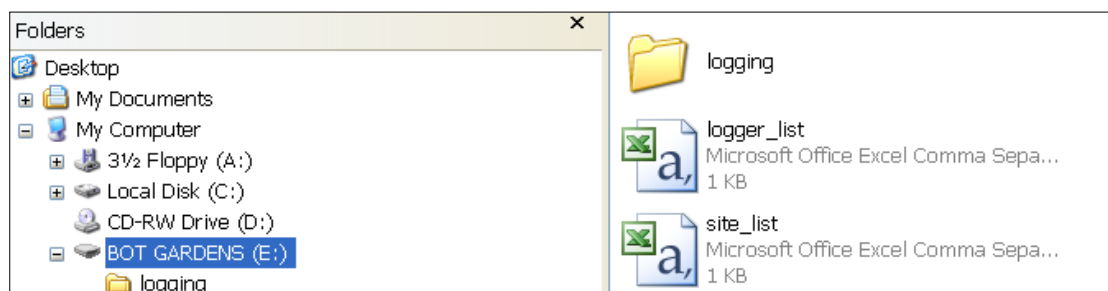 Folders
Desktop
My Documents
My Computer
3½ Floppy (A:)
Local Disk (C:)
CD-RW Drive (D:)
BOT GARDENS (E:)
logging
logging
logger_list
Microsoft Office Excel Comma Sepa...
1 KB
site_list
Microsoft Office Excel Comma Sepa...
1 KB